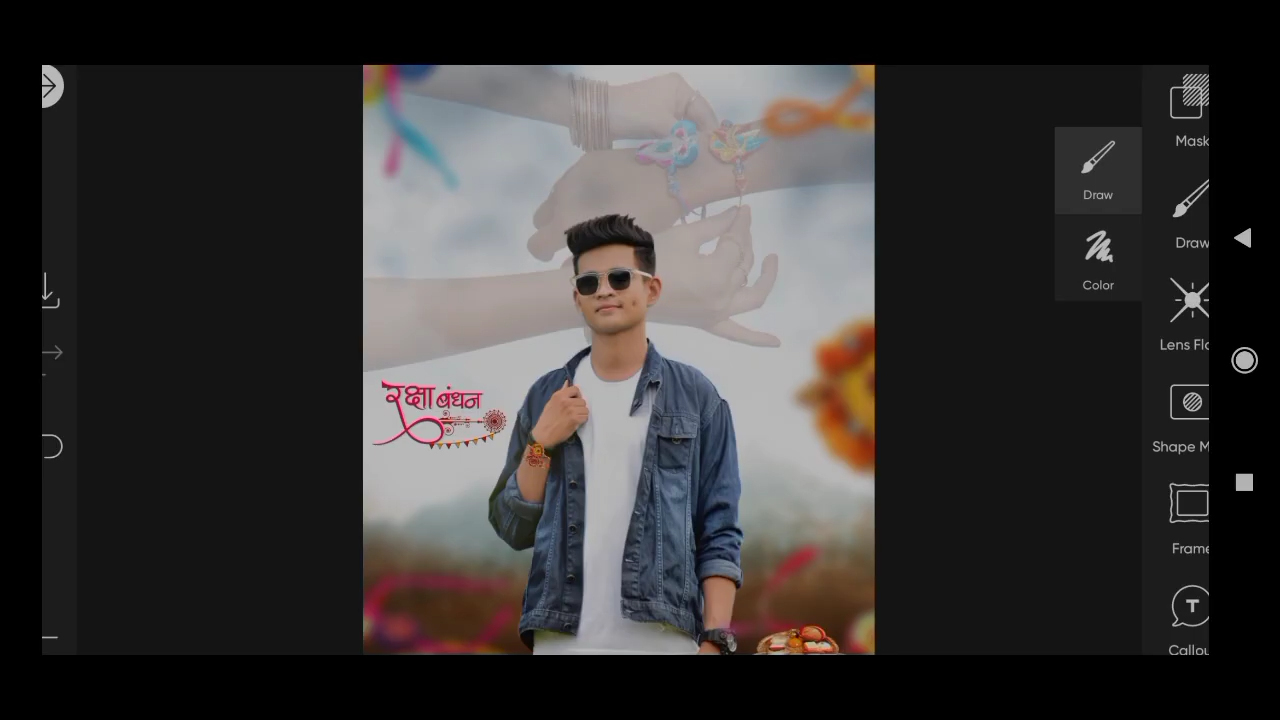 Mask
Draw
Draw
Color
Lens Fla
Shape M
Frame
T
Callou
रक्षा बंधन